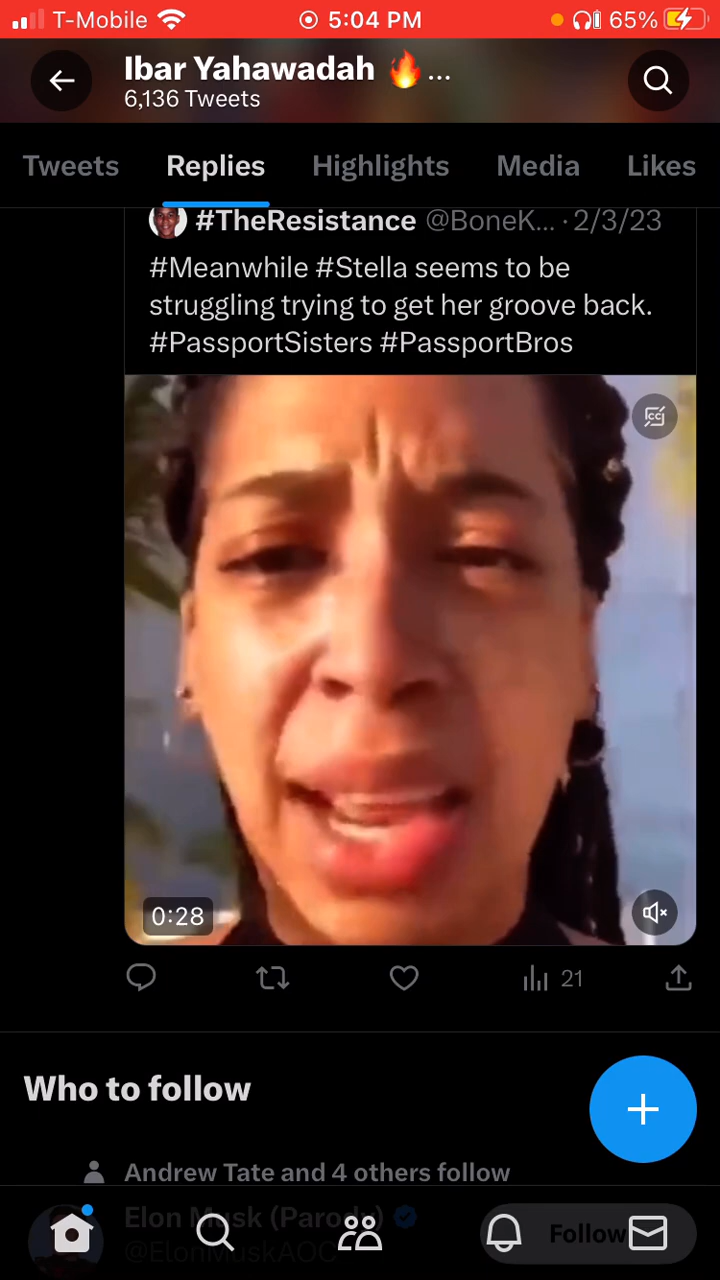 T-Mobile 5:04 PM 65%
Ibar Yahawadah 🔥...
6,136 Tweets
Tweets Replies Highlights Media Likes
#TheResistance @BoneK... · 2/3/23
#Meanwhile #Stella seems to be
struggling trying to get her groove back.
#PassportSisters #PassportBros
CC
0:28
21
Who to follow
Andrew Tate and 4 others follow
Elon Musk (Parody)
Follow
@ElonMuskAOC